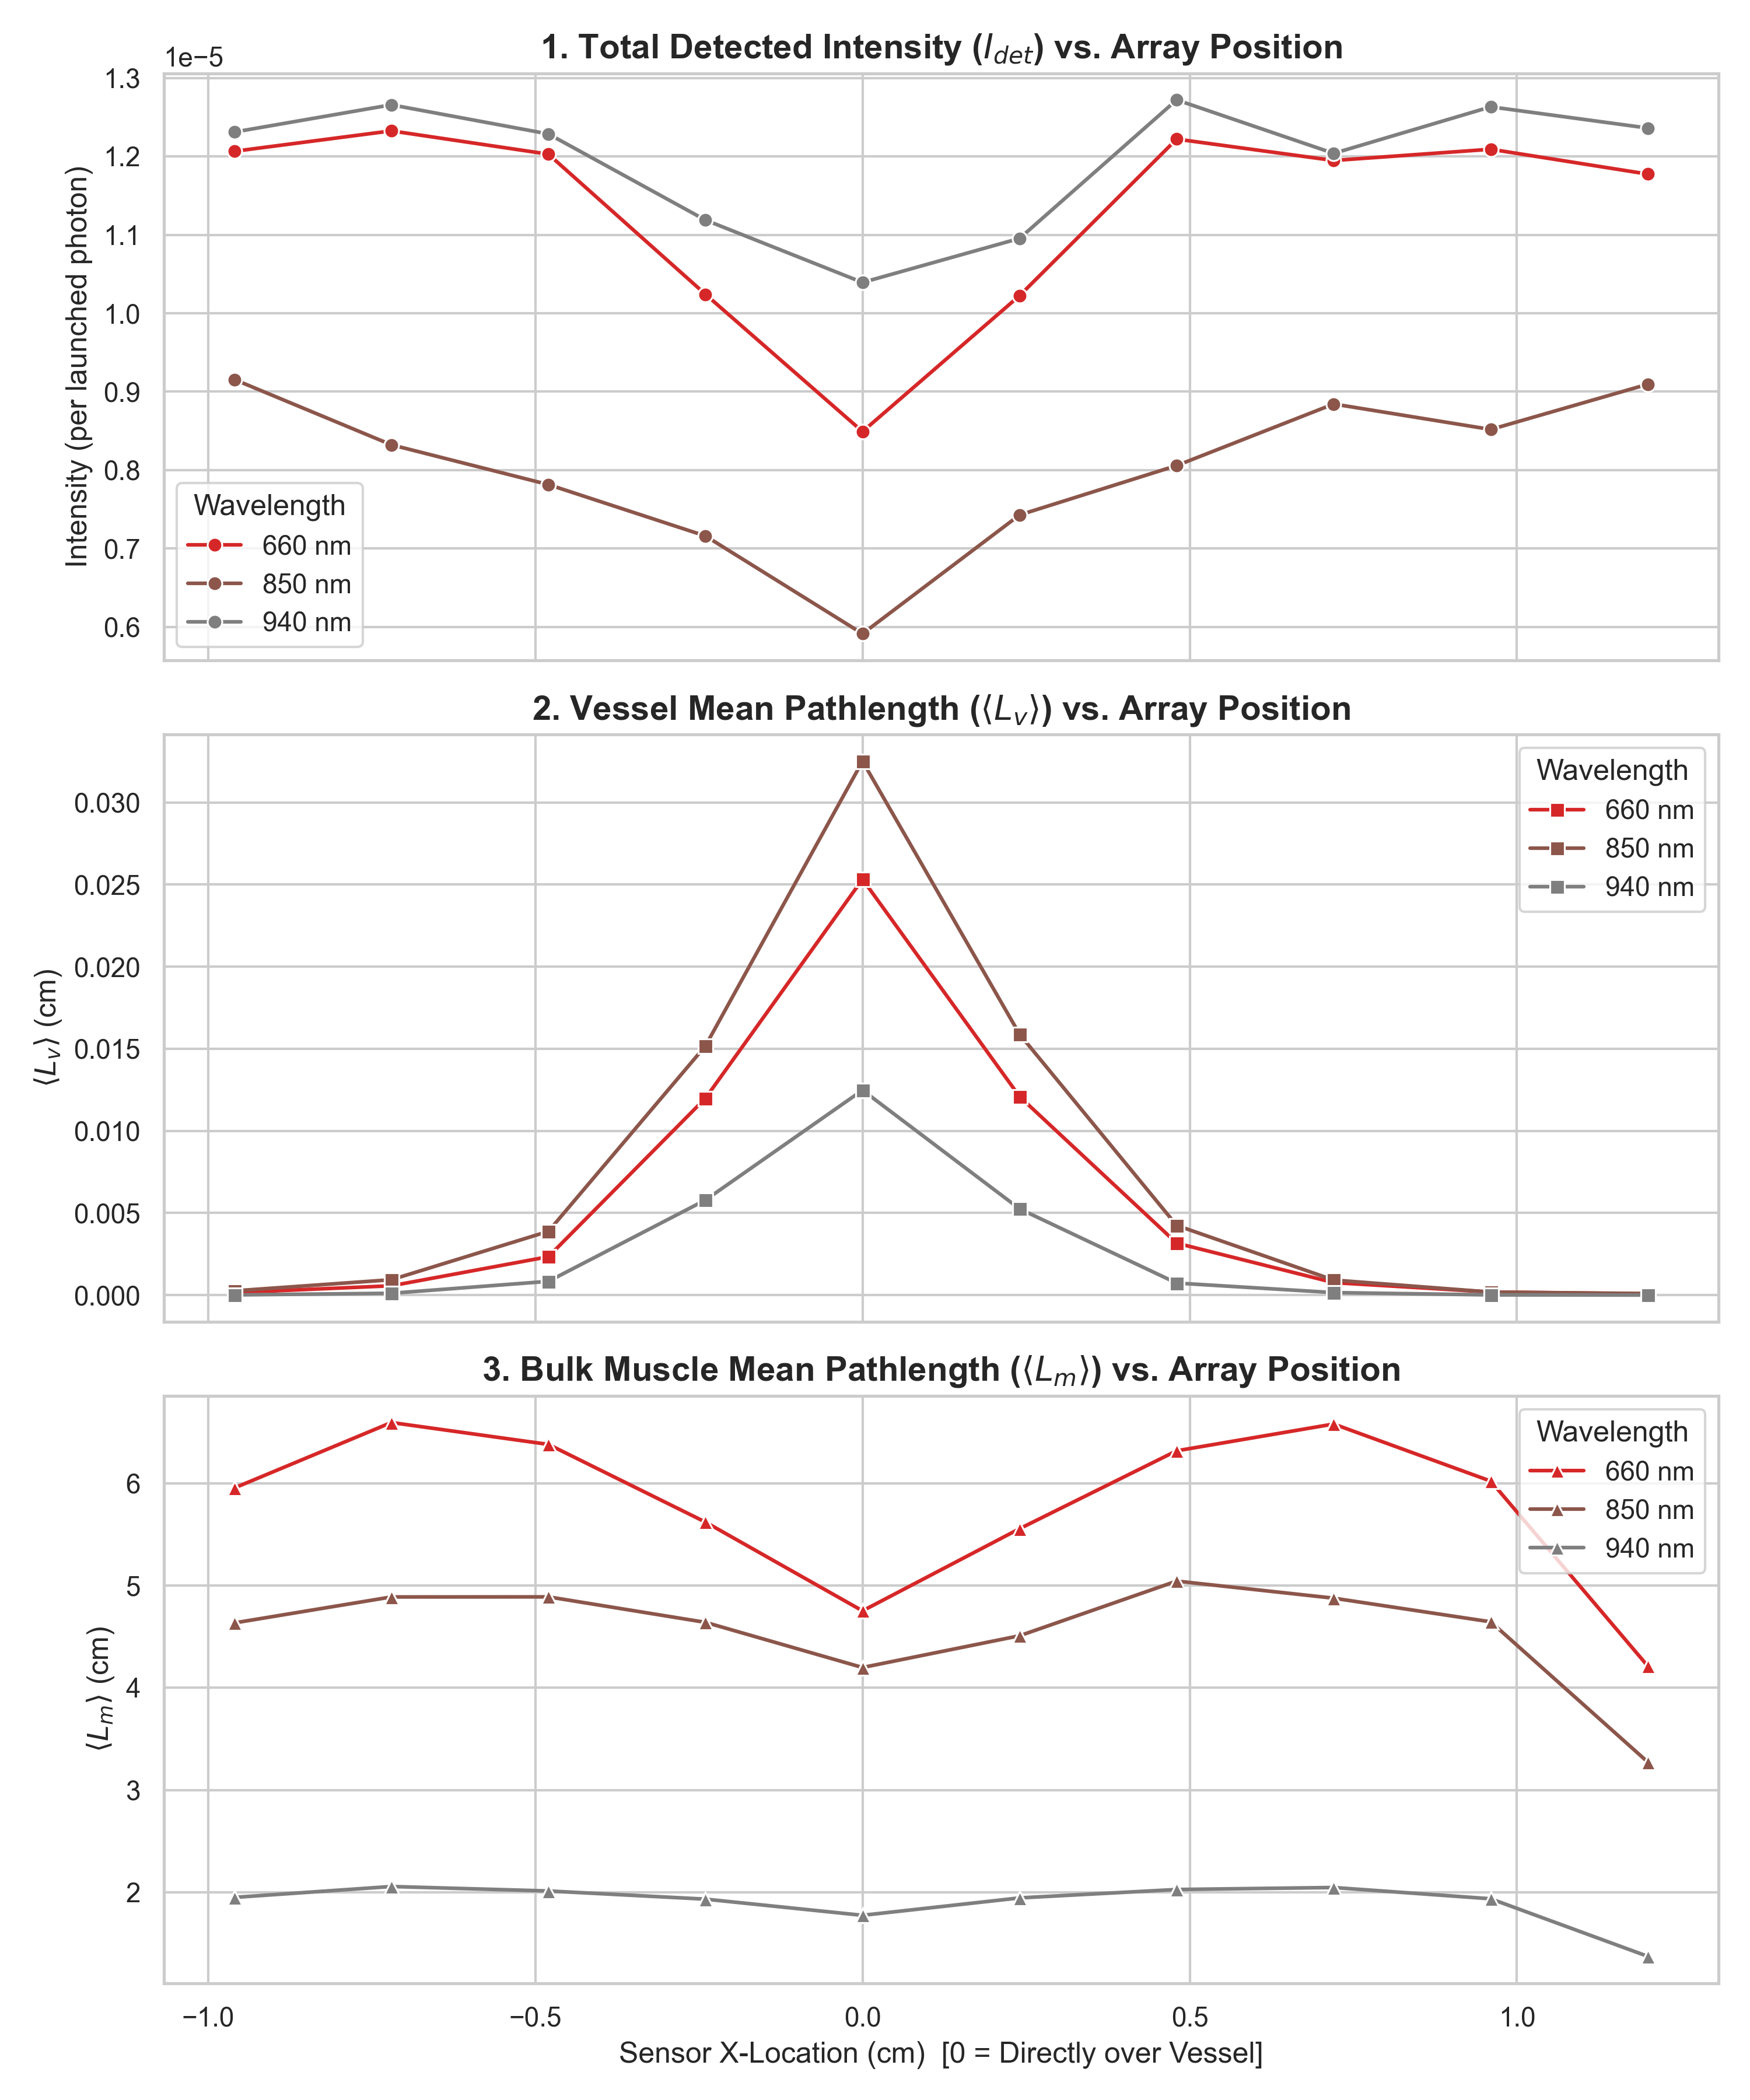 1. Total Detected Intensity (I_det) vs. Array Position
1e−5
1.3
1.2
1.1
1.0
0.9
0.8
0.7
0.6
Intensity (per launched photon)
Wavelength
660 nm
850 nm
940 nm
2. Vessel Mean Pathlength (⟨L_v⟩) vs. Array Position
0.030
0.025
0.020
0.015
0.010
0.005
0.000
⟨L_v⟩ (cm)
Wavelength
660 nm
850 nm
940 nm
3. Bulk Muscle Mean Pathlength (⟨L_m⟩) vs. Array Position
6
5
4
3
2
⟨L_m⟩ (cm)
Wavelength
660 nm
850 nm
940 nm
−1.0 −0.5 0.0 0.5 1.0
Sensor X-Location (cm) [0 = Directly over Vessel]